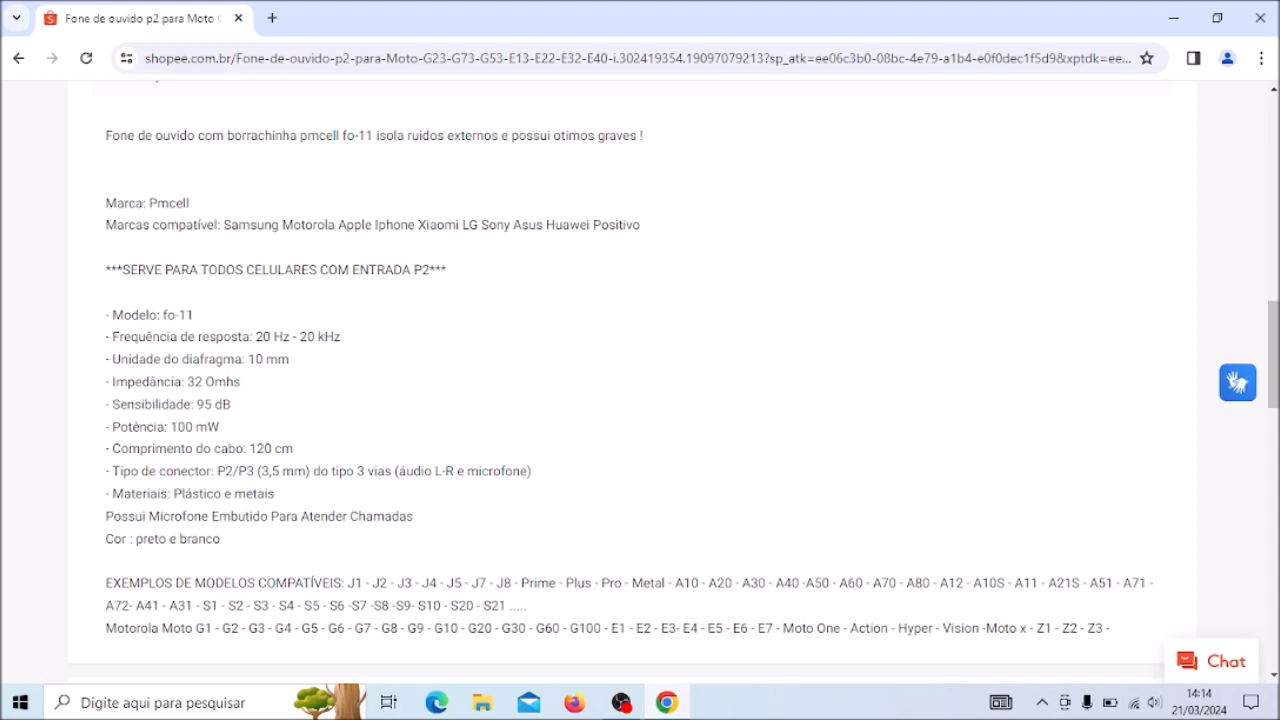 Fone de ouvido p2 para Moto
shopee.com.br/Fone-de-ouvido-p2-para-Moto-G23-G73-G53-E13-E22-E32-E40-i.302419354.19097079213?sp_atk=ee06c3b0-08bc-4e79-a1b4-e0f0dec1f5d9&xptdk=ee...
Fone de ouvido com borrachinha pmcell fo-11 isola ruidos externos e possui otimos graves !
Marca: Pmcell
Marcas compatível: Samsung Motorola Apple Iphone Xiaomi LG Sony Asus Huawei Positivo
***SERVE PARA TODOS CELULARES COM ENTRADA P2***
- Modelo: fo-11
- Frequência de resposta: 20 Hz - 20 kHz
- Unidade do diafragma: 10 mm
- Impedância: 32 Omhs
- Sensibilidade: 95 dB
- Potência: 100 mW
- Comprimento do cabo: 120 cm
- Tipo de conector: P2/P3 (3,5 mm) do tipo 3 vias (áudio L-R e microfone)
- Materiais: Plástico e metais
Possui Microfone Embutido Para Atender Chamadas
Cor : preto e branco
EXEMPLOS DE MODELOS COMPATÍVEIS: J1 - J2 - J3 - J4 - J5 - J7 - J8 - Prime - Plus - Pro - Metal - A10 - A20 - A30 - A40 -A50 - A60 - A70 - A80 - A12 - A10S - A11 - A21S - A51 - A71 -
A72- A41 - A31 - S1 - S2 - S3 - S4 - S5 - S6 -S7 -S8 -S9- S10 - S20 - S21 .....
Motorola Moto G1 - G2 - G3 - G4 - G5 - G6 - G7 - G8 - G9 - G10 - G20 - G30 - G60 - G100 - E1 - E2 - E3- E4 - E5 - E6 - E7 - Moto One - Action - Hyper - Vision -Moto x - Z1 - Z2 - Z3 -
Chat
Digite aqui para pesquisar
14:14
21/03/2024